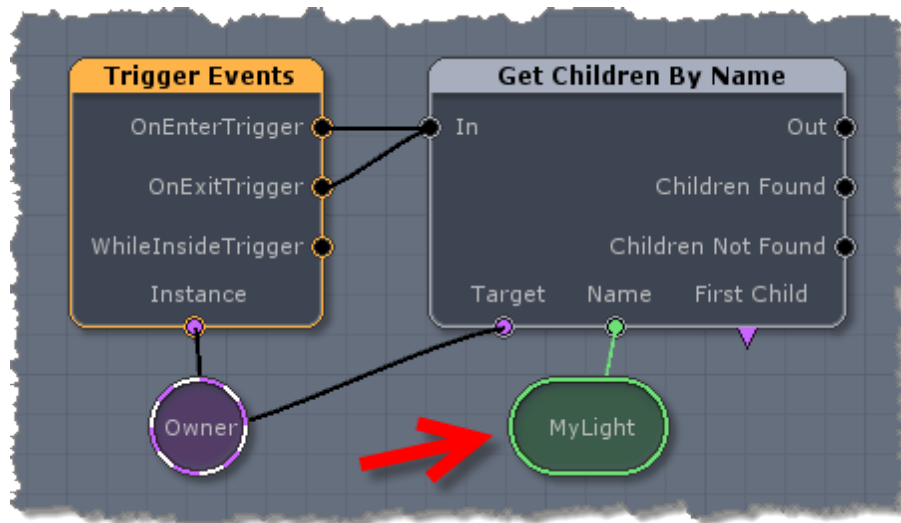 Trigger Events
OnEnterTrigger
OnExitTrigger
WhileInsideTrigger
Instance
Owner
Get Children By Name
In
Out
Children Found
Children Not Found
Target Name First Child
MyLight